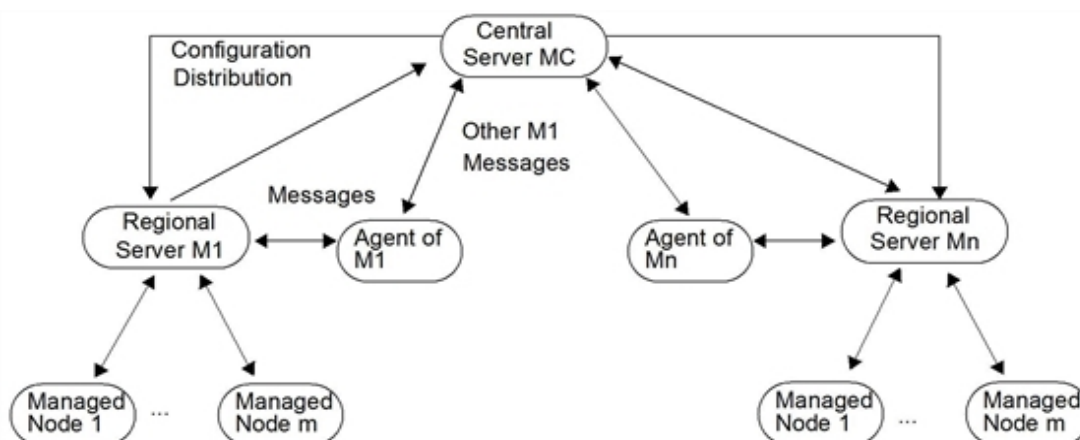 Central
Server MC
Configuration
Distribution
Other M1
Messages
Messages
Regional
Server M1
Agent of
M1
Agent of
Mn
Regional
Server Mn
Managed
Node 1
...
Managed
Node m
Managed
Node 1
...
Managed
Node m